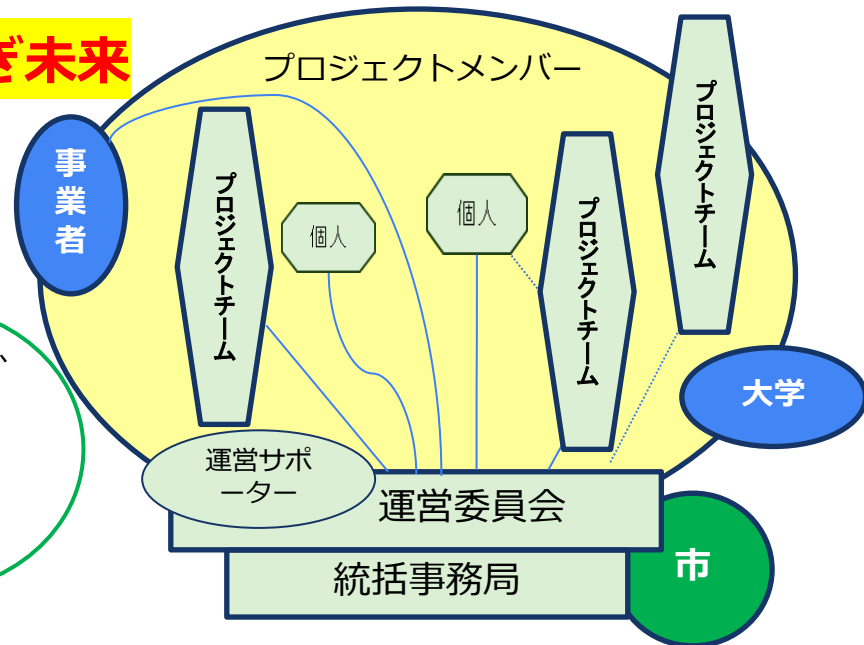 ぎ未来
プロジェクトメンバー
事業者
プロジェクトチーム
個人
個人
プロジェクトチーム
プロジェクトチーム
、
大学
運営サポ
ーター
運営委員会
統括事務局
市